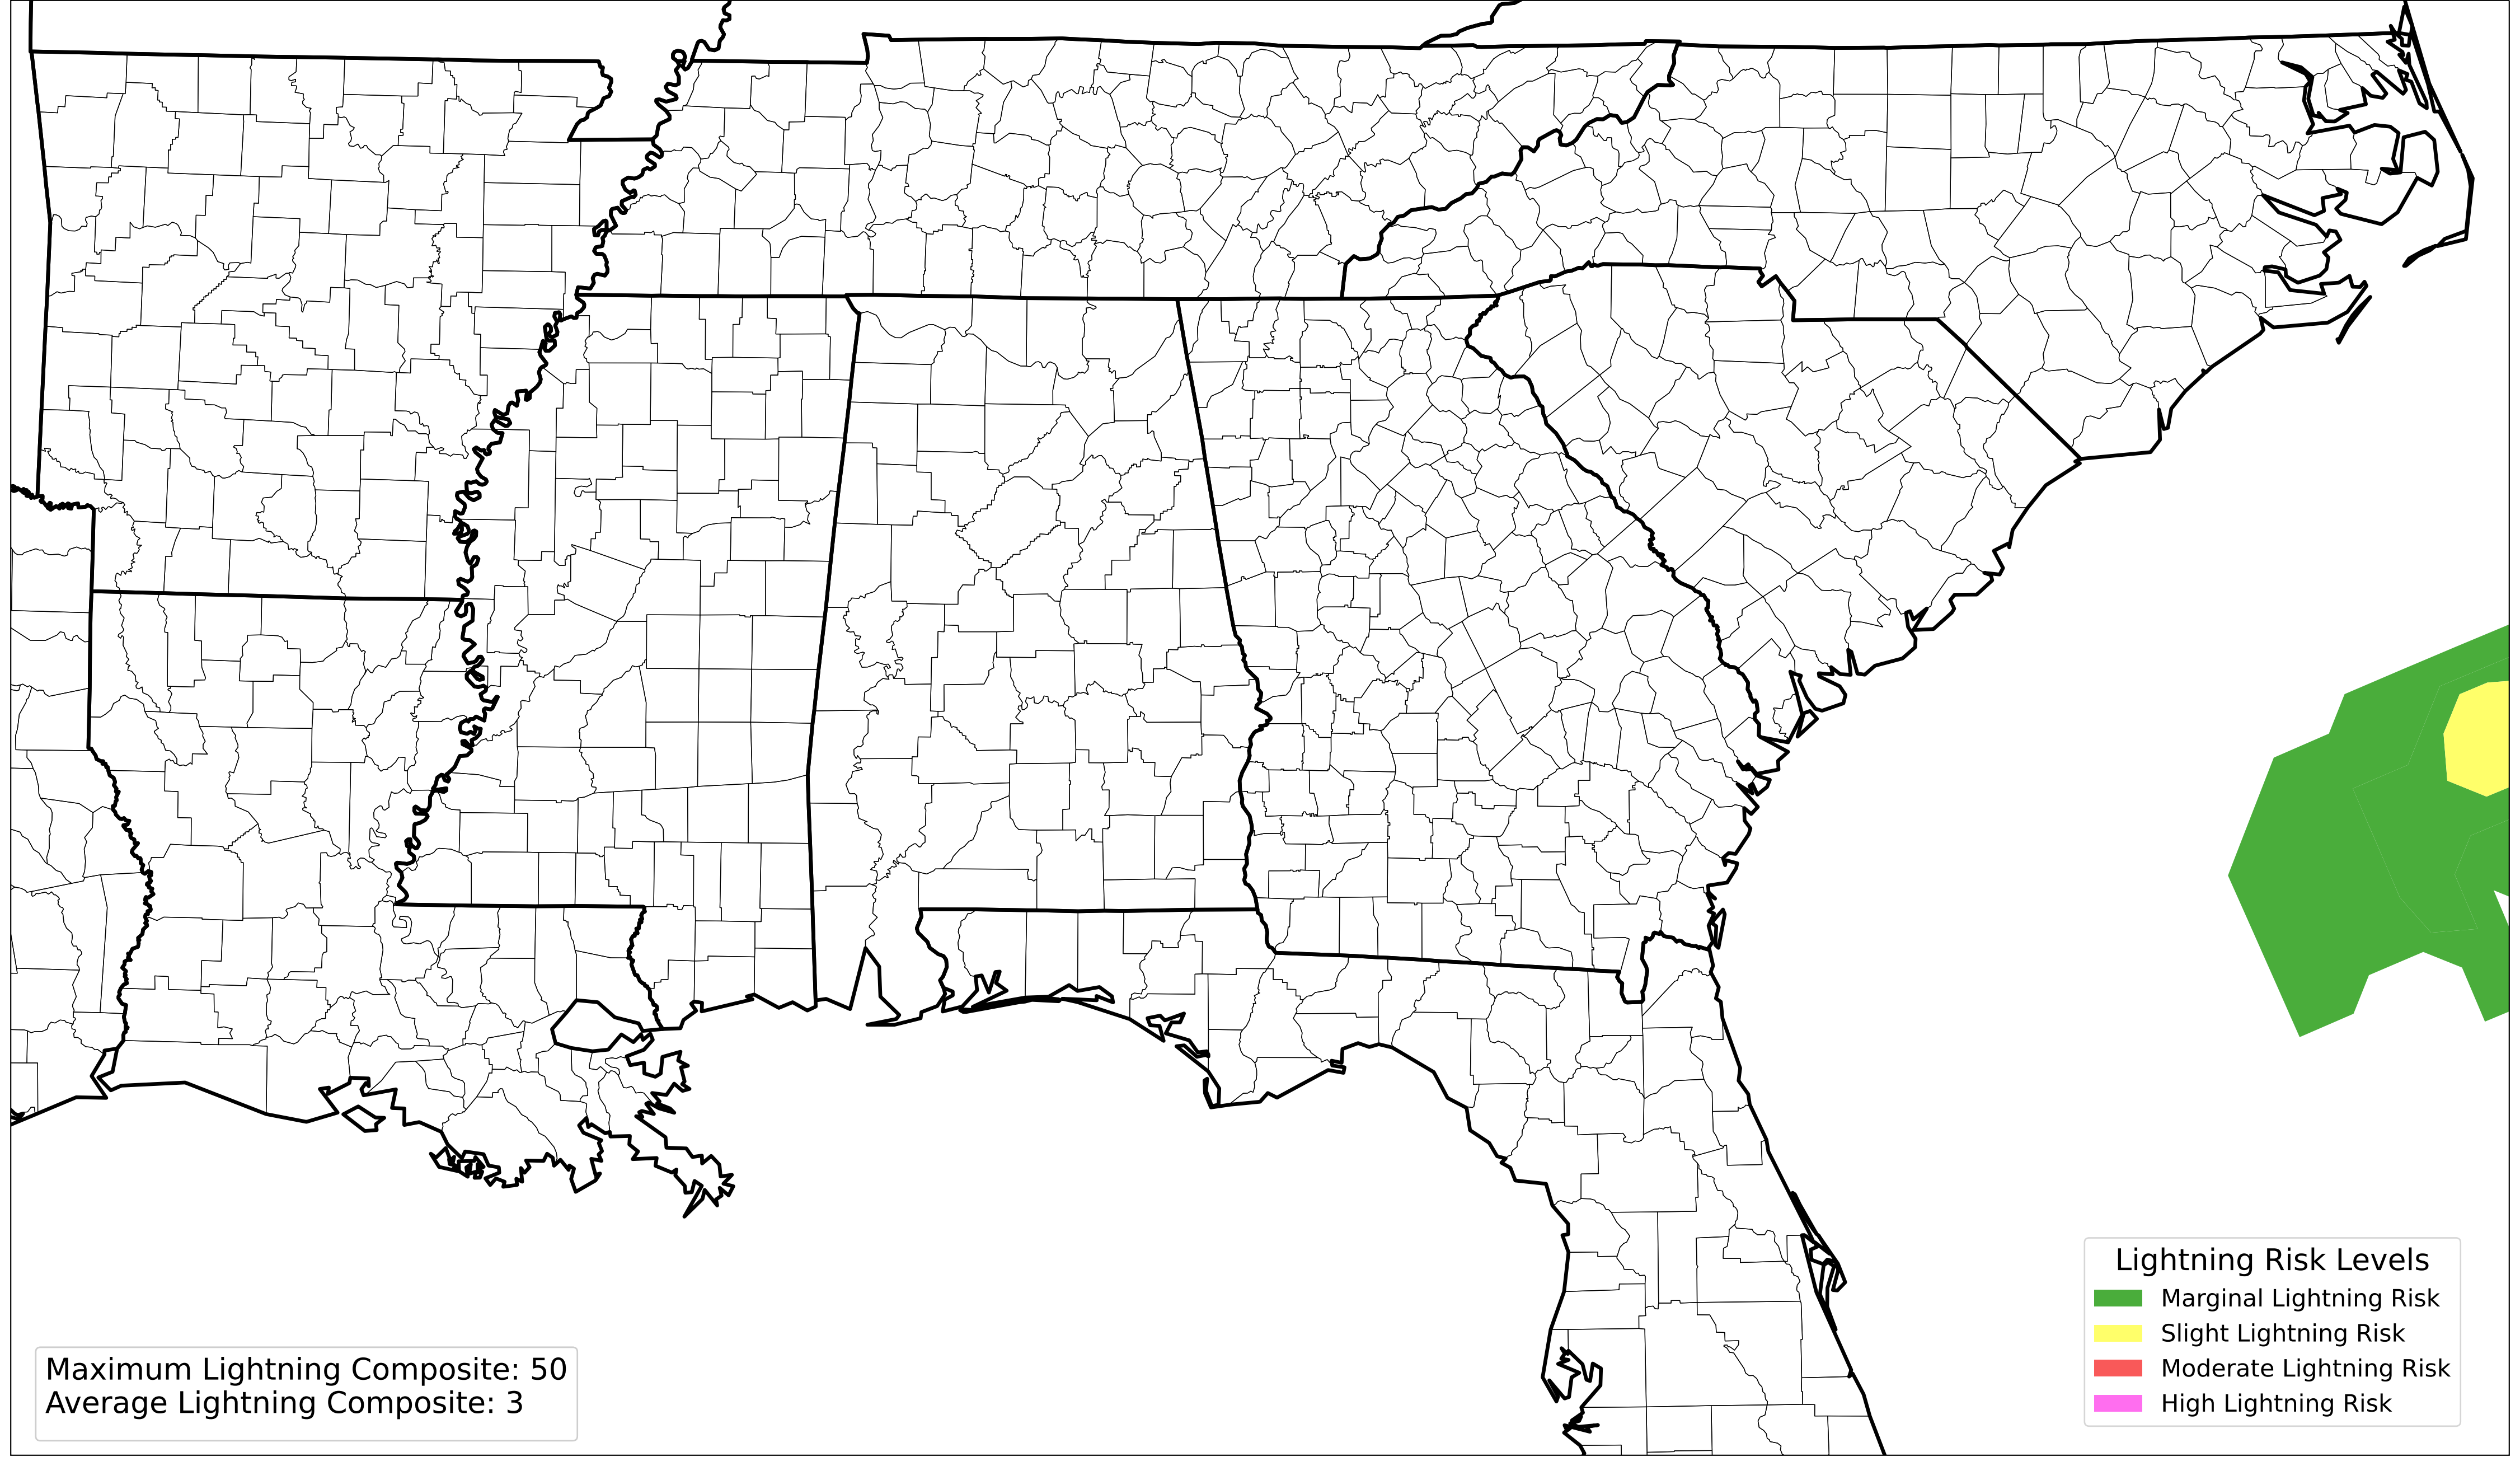 Lightning Risk Levels
Marginal Lightning Risk
Slight Lightning Risk
Moderate Lightning Risk
High Lightning Risk
Maximum Lightning Composite: 50
Average Lightning Composite: 3